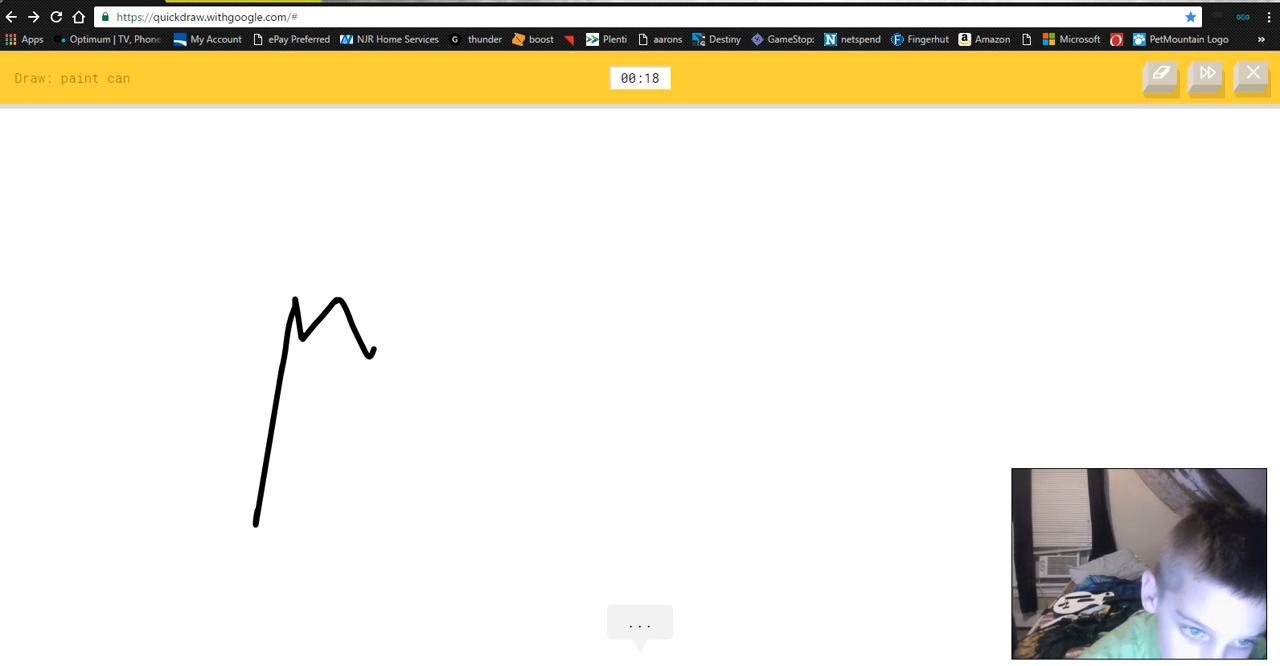 https://quickdraw.withgoogle.com/#
Apps Optimum | TV, Phone My Account ePay Preferred NJR Home Services thunder boost Plenti aarons Destiny GameStop: netspend Fingerhut Amazon Microsoft PetMountain Logo »
Draw: paint can 00:18
...